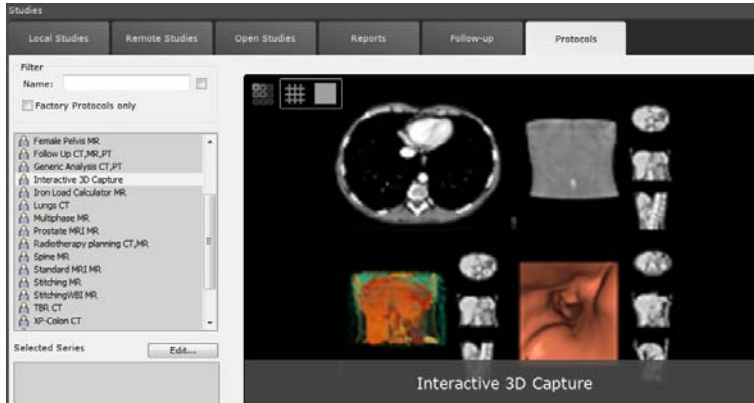 Studies
Local Studies
Remote Studies
Open Studies
Reports
Follow-up
Protocols
Filter
Name:
Factory Protocols only
Female Pelvis MR
Follow Up CT,MR,PT
Generic Analysis CT,PT
Interactive 3D Capture
Iron Load Calculator MR
Lungs CT
Multiphase MR
Prostate MRI MR
Radiotherapy planning CT,MR
Spine MR
Standard MRI MR
Stitching MR
StitchingWBI MR
TBR CT
XP-Colon CT
Selected Series
Edit...
Interactive 3D Capture